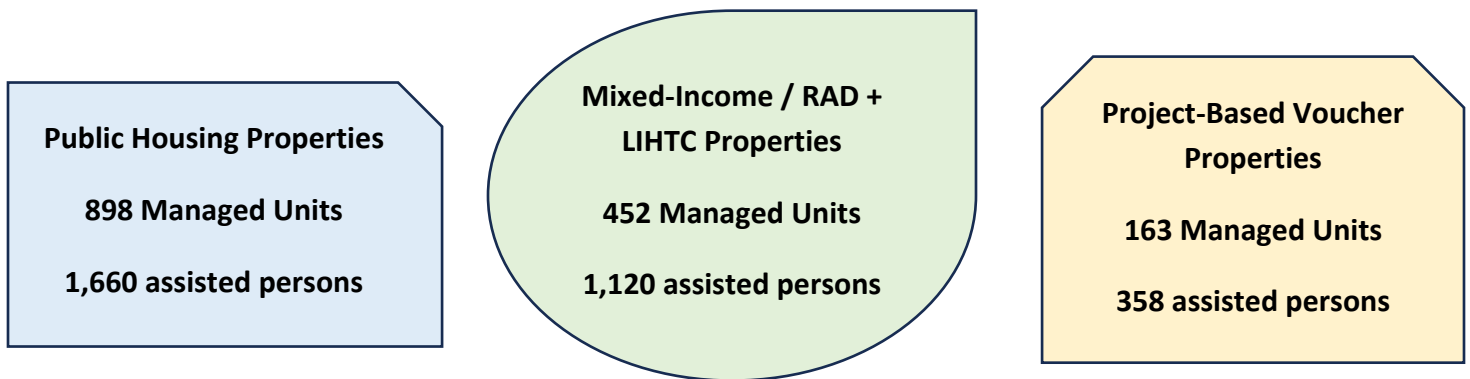 Public Housing Properties
898 Managed Units
1,660 assisted persons
Mixed-Income / RAD +
LIHTC Properties
452 Managed Units
1,120 assisted persons
Project-Based Voucher
Properties
163 Managed Units
358 assisted persons